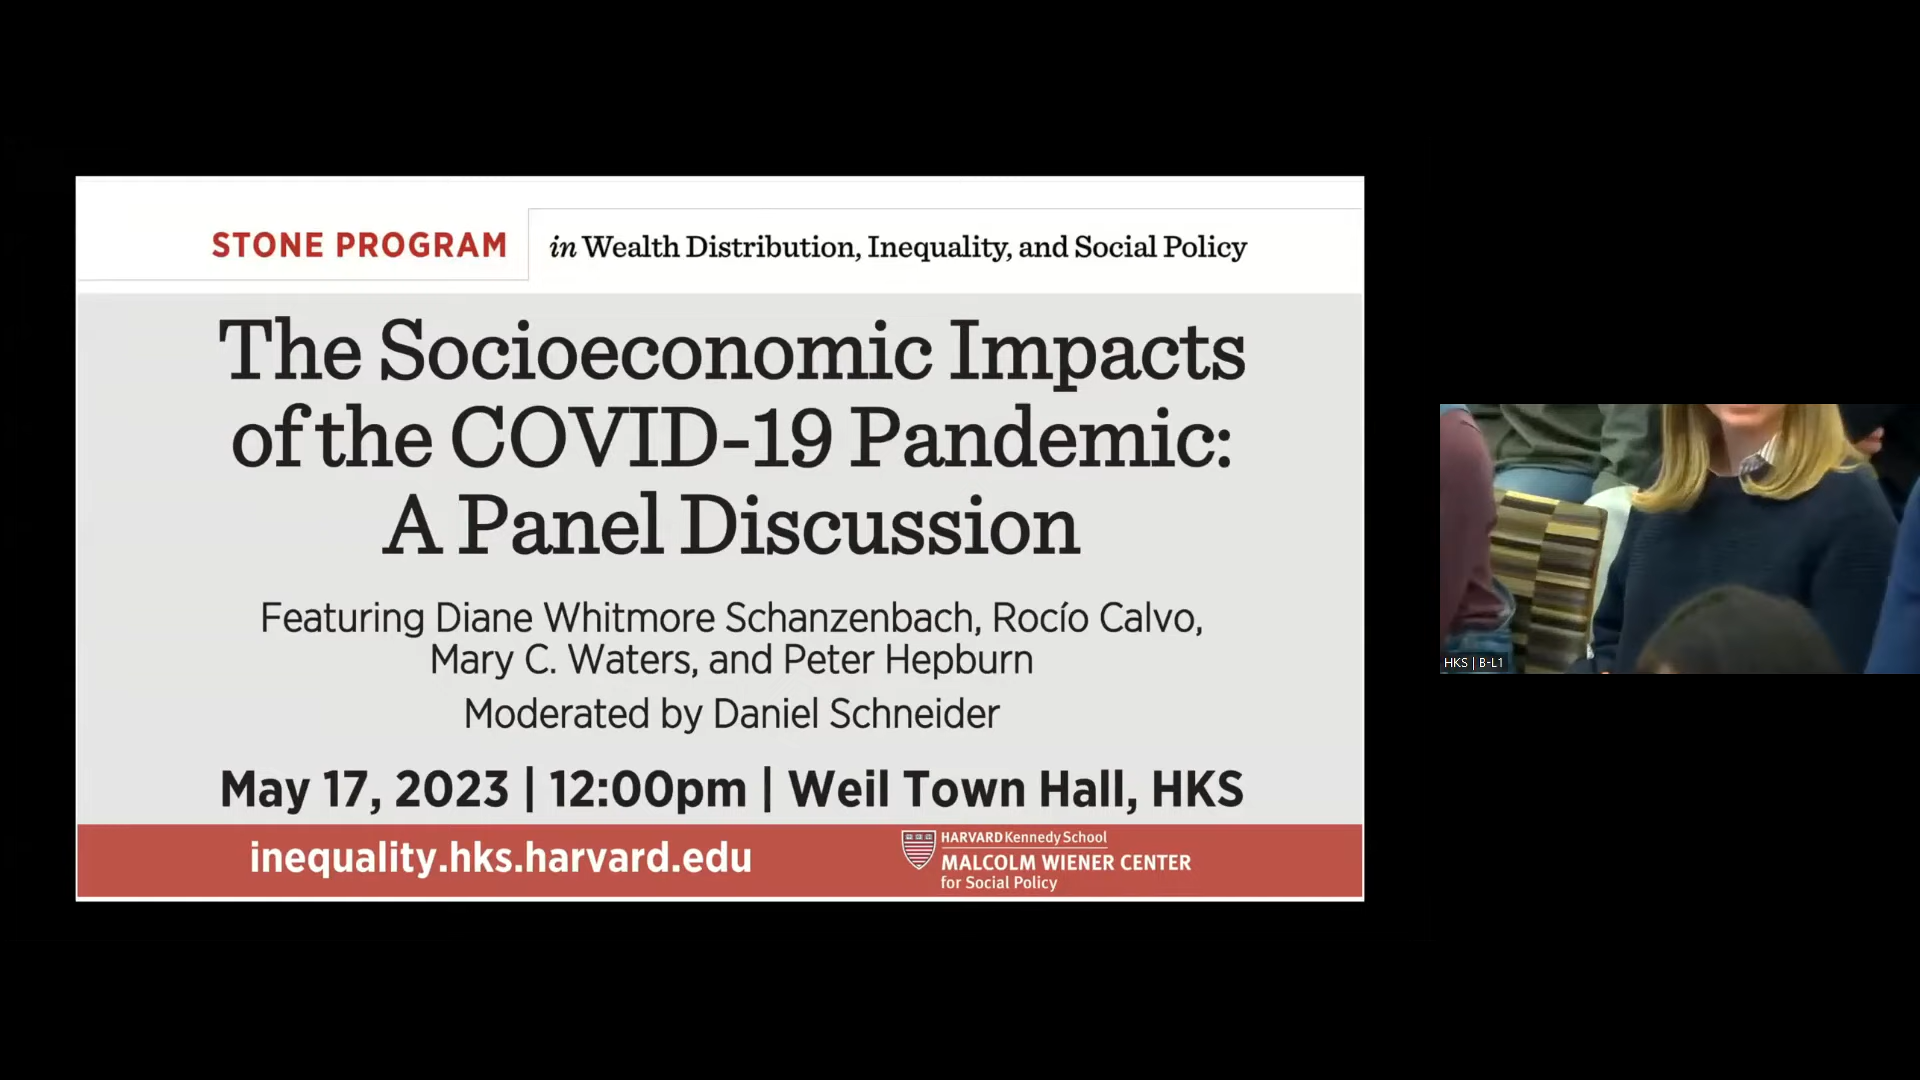 STONE PROGRAM in Wealth Distribution, Inequality, and Social Policy
The Socioeconomic Impacts
of the COVID-19 Pandemic:
A Panel Discussion
Featuring Diane Whitmore Schanzenbach, Rocío Calvo,
Mary C. Waters, and Peter Hepburn
Moderated by Daniel Schneider
May 17, 2023 | 12:00pm | Weil Town Hall, HKS
inequality.hks.harvard.edu
HARVARD Kennedy School
MALCOLM WIENER CENTER
for Social Policy
HKS | B-L1